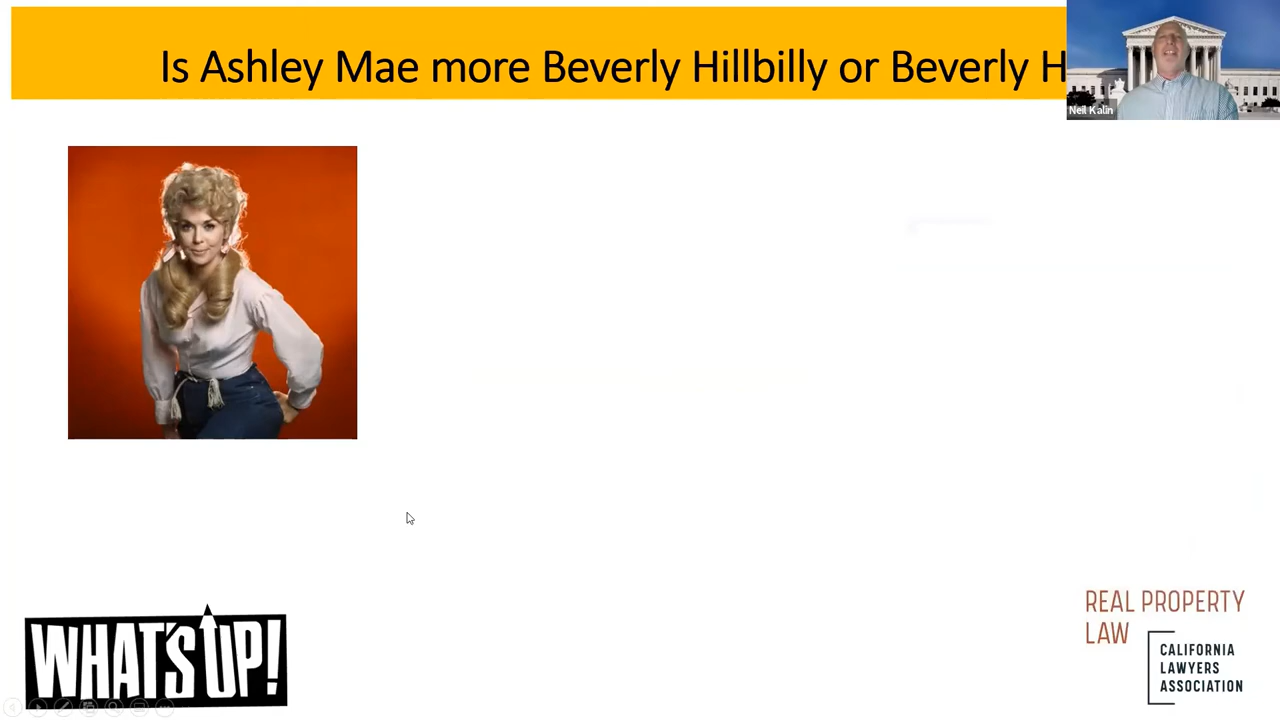 Is Ashley Mae more Beverly Hillbilly or Beverly H
Neil Kalin
WHAT'S UP!
REAL PROPERTY
LAW
CALIFORNIA
LAWYERS
ASSOCIATION